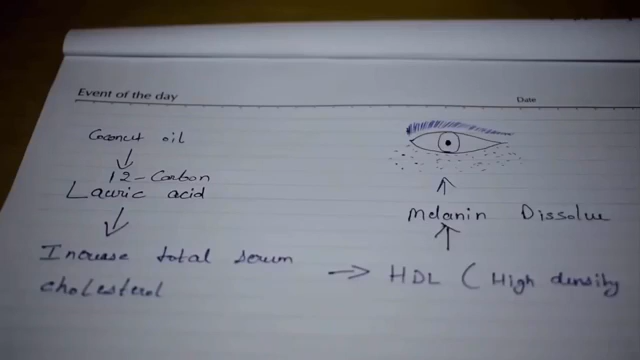 Event of the day
Date
Coconut oil
12-Carbon
Lauric acid
Increase total serum
cholesterol
HDL (High density
Melanin Dissolve